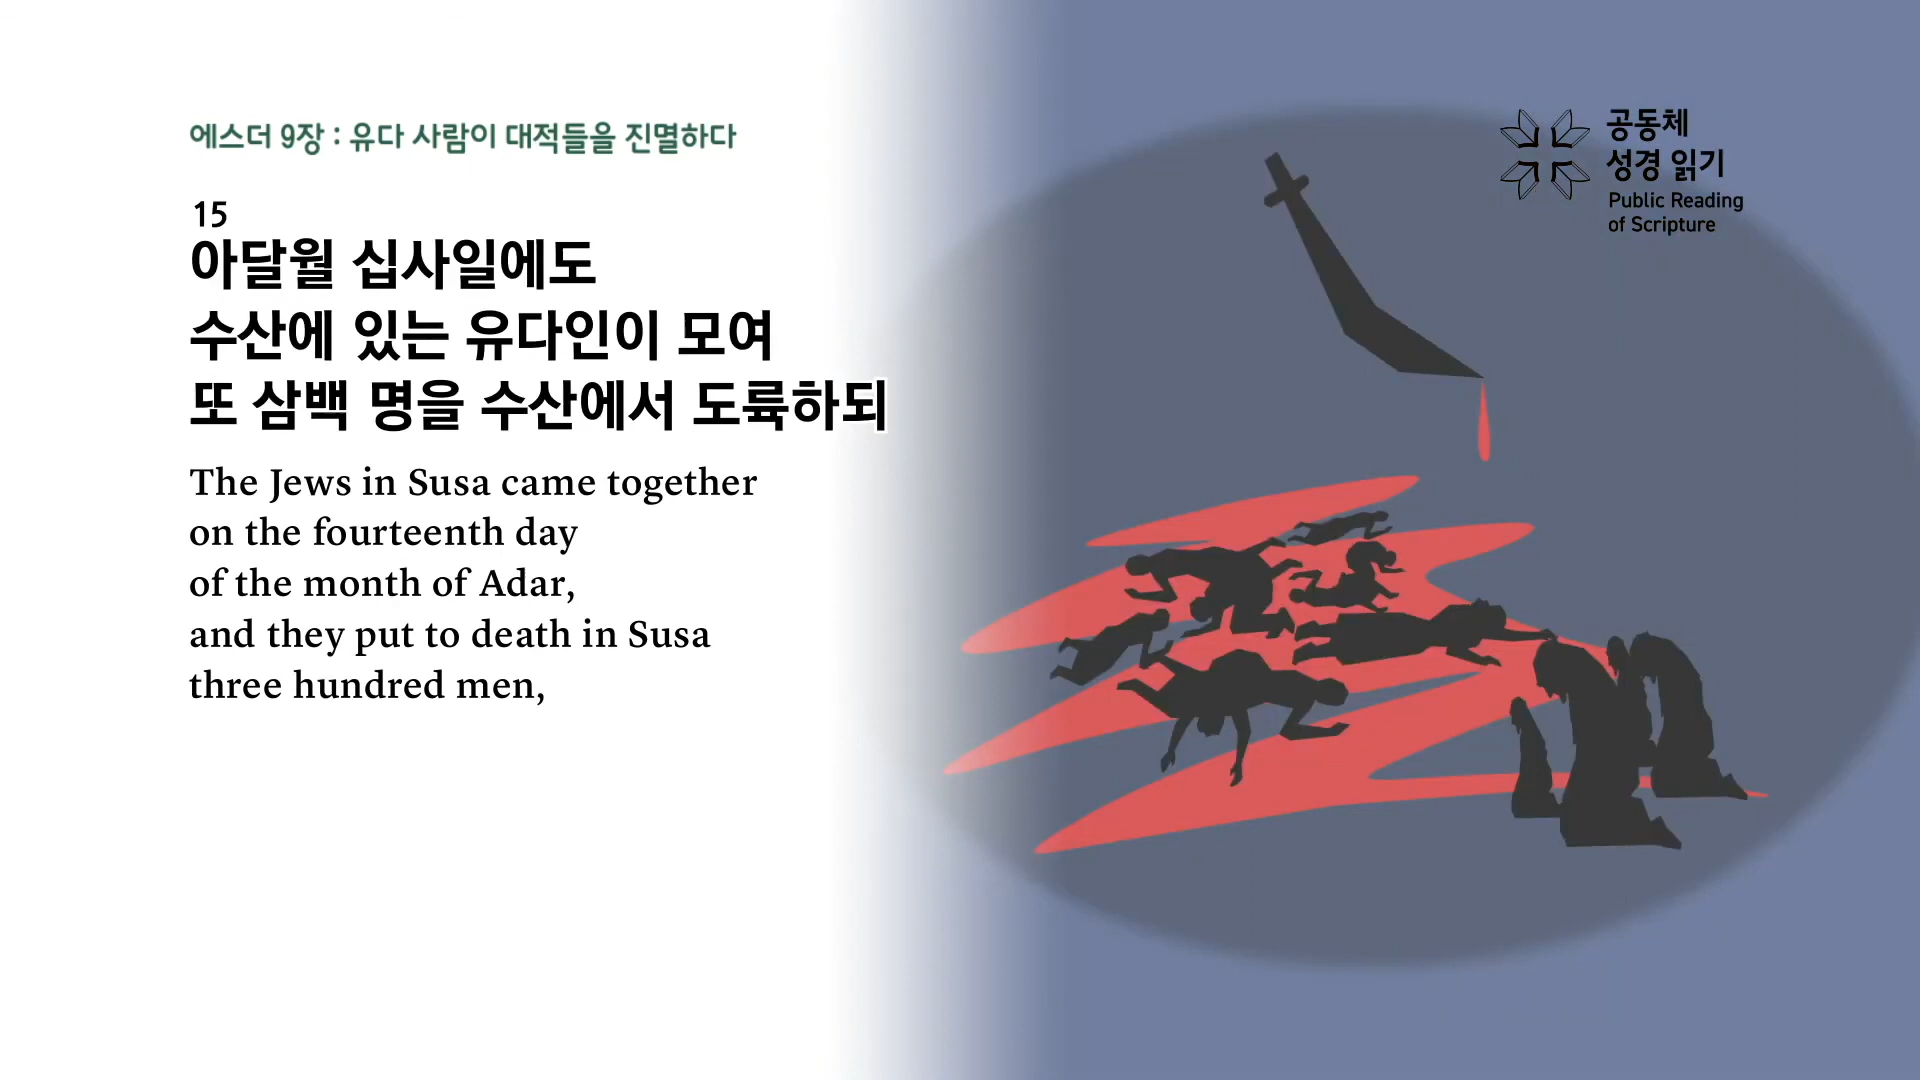 에스더 9장 : 유다 사람이 대적들을 진멸하다
15
아달월 십사일에도
수산에 있는 유다인이 모여
또 삼백 명을 수산에서 도륙하되
The Jews in Susa came together
on the fourteenth day
of the month of Adar,
and they put to death in Susa
three hundred men,
공동체
성경 읽기
Public Reading
of Scripture